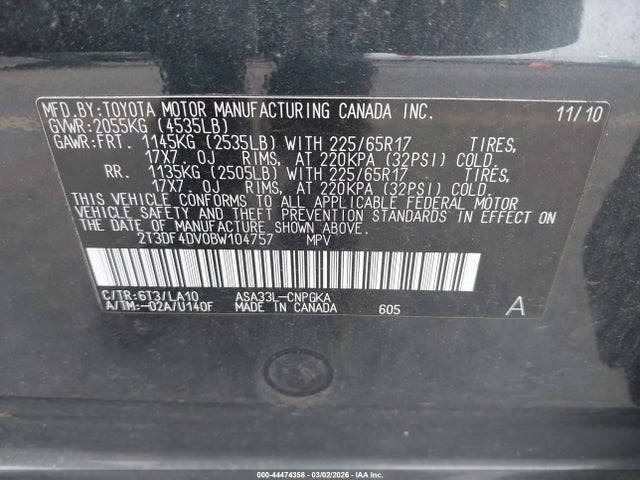 MFD.BY:TOYOTA MOTOR MANUFACTURING CANADA INC. 11/10
GVWR:2055KG (4535LB)
GAWR:FRT. 1145KG (2535LB) WITH 225/65R17 TIRES,
17X7.0J RIMS, AT 220KPA (32PSI) COLD.
RR. 1135KG (2505LB) WITH 225/65R17 TIRES,
17X7.0J RIMS, AT 220KPA (32PSI) COLD.
THIS VEHICLE CONFORMS TO ALL APPLICABLE FEDERAL MOTOR
VEHICLE SAFETY AND THEFT PREVENTION STANDARDS IN EFFECT ON
THE DATE OF MANUFACTURE SHOWN ABOVE.
2T3DF4DV0BW104757 MPV
C/TR:6T3/LA10 ASA33L-CNPGKA
A/TM:-02A/U140F MADE IN CANADA 605 A
000-44474358 - 03/02/2026 - IAA Inc.